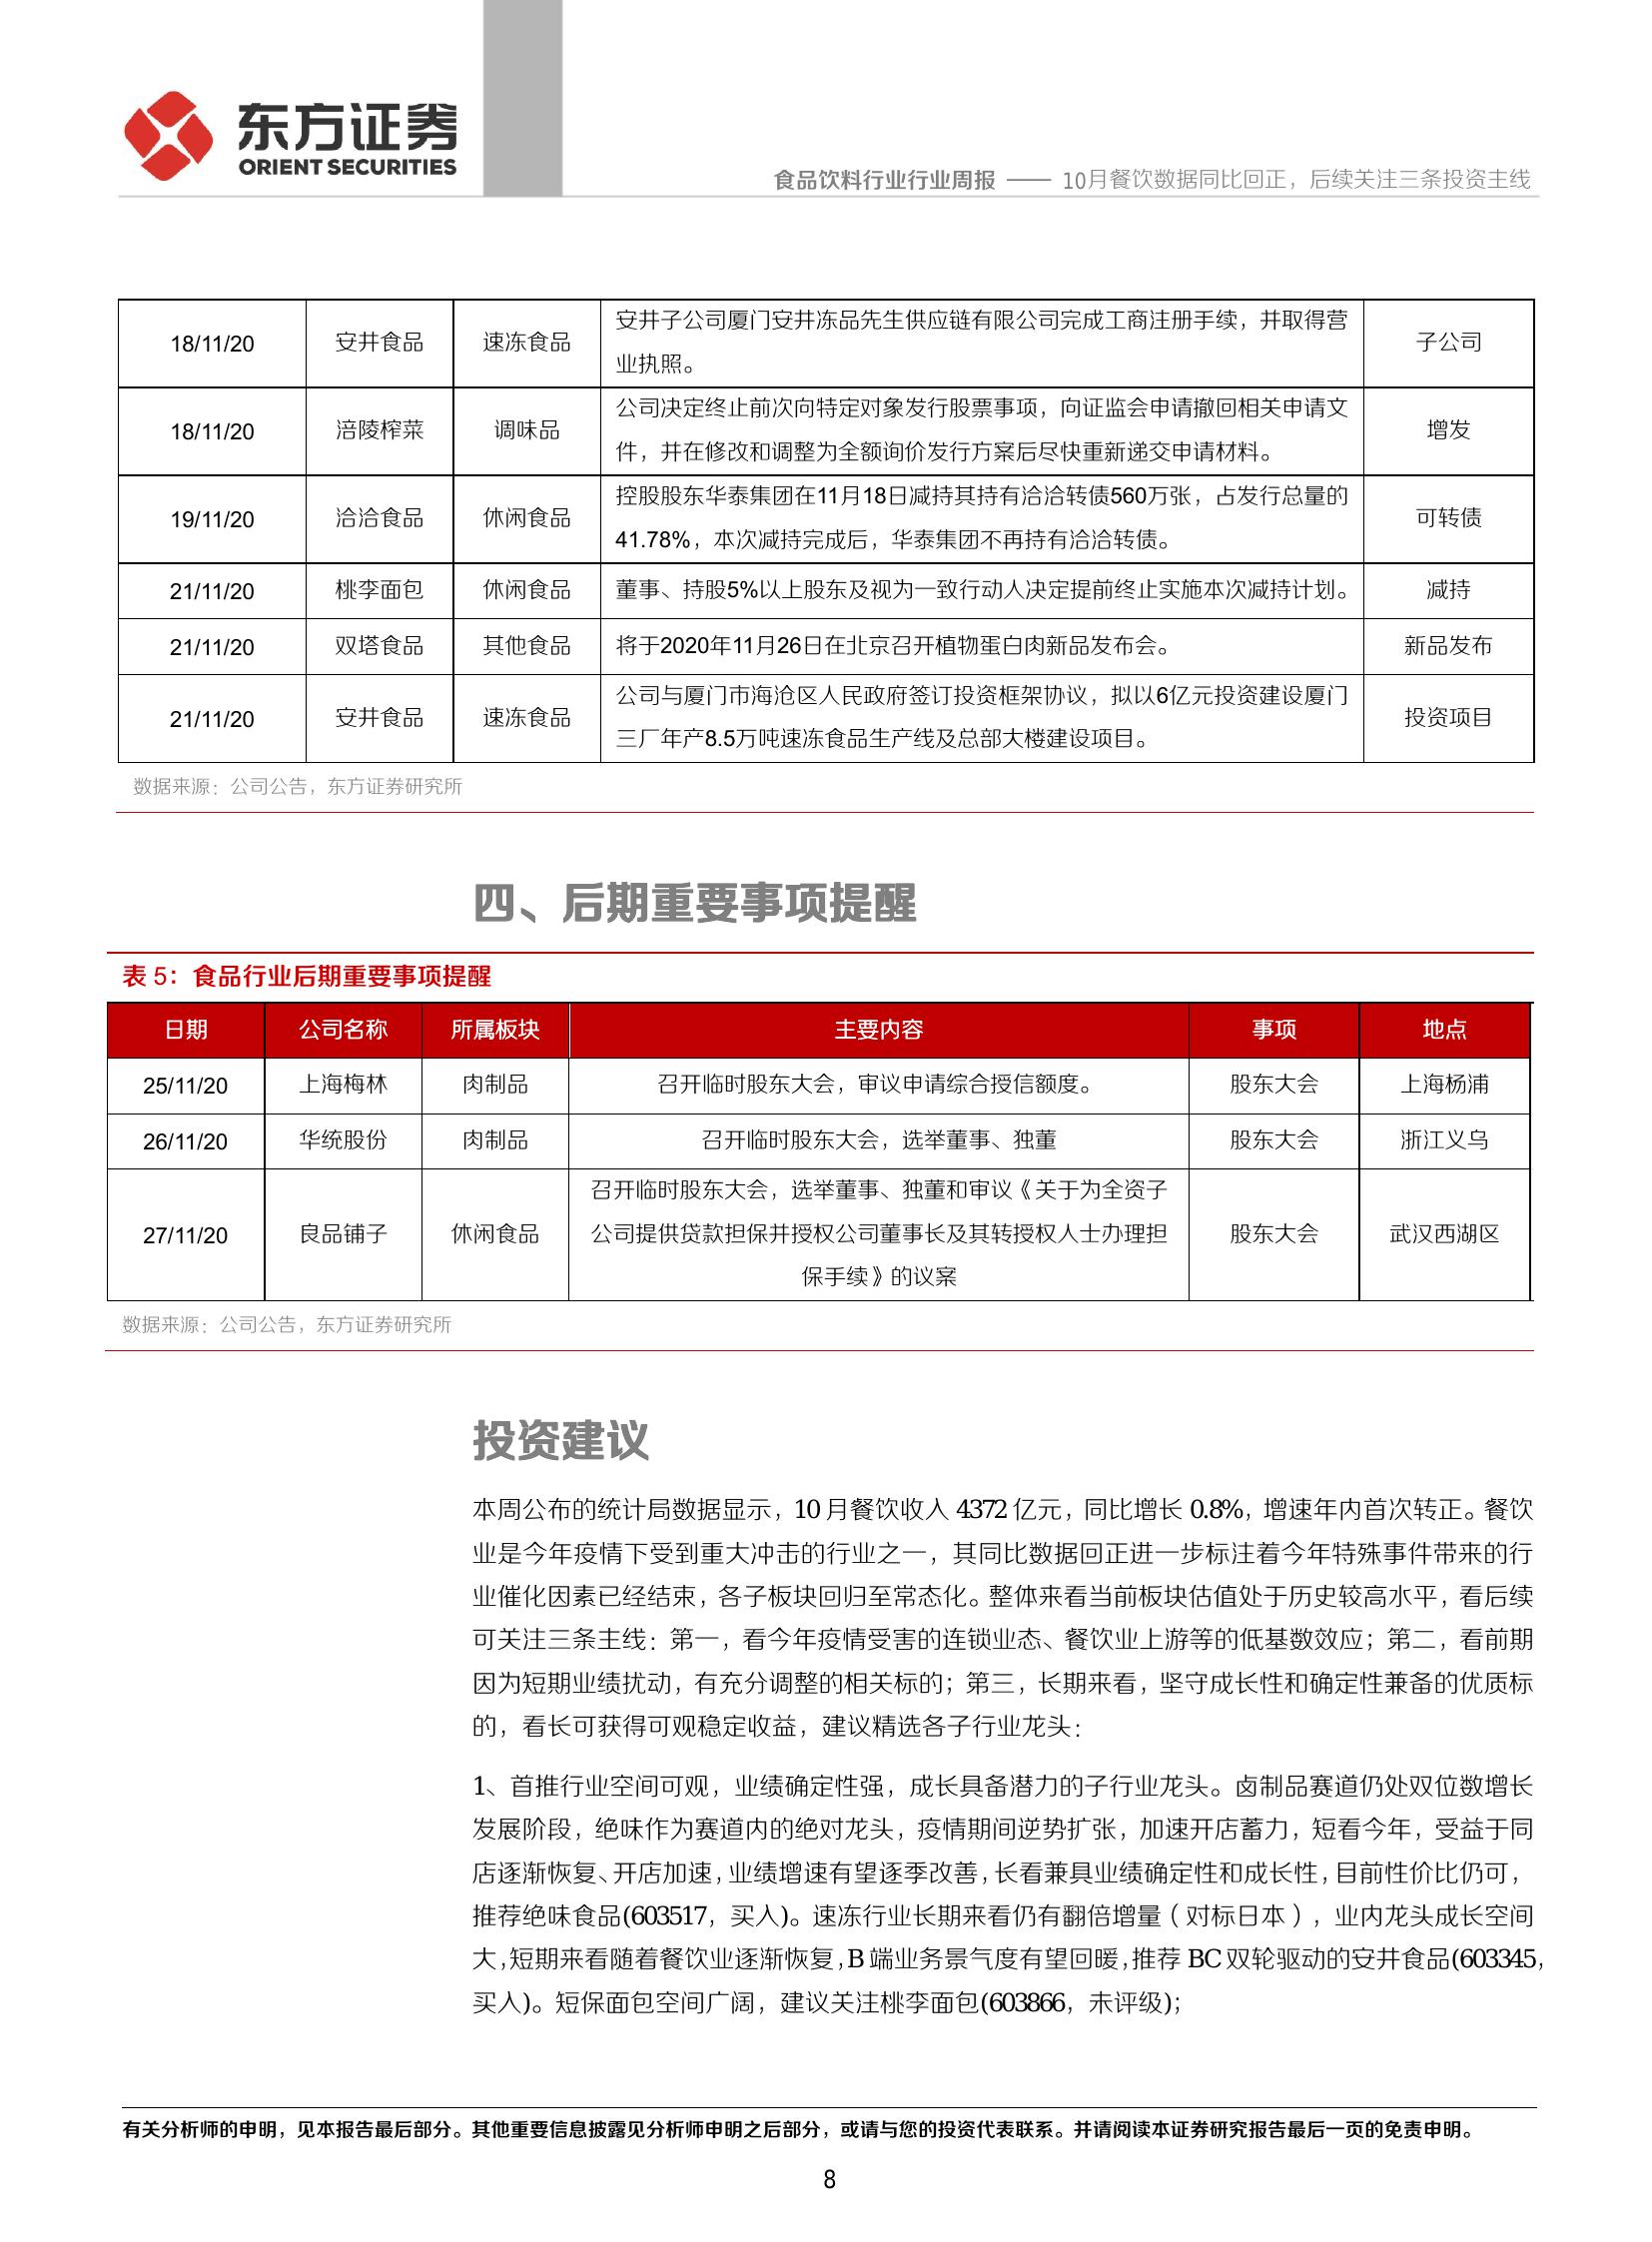 东方证券
ORIENT SECURITIES
食品饮料行业行业周报 —— 10月餐饮数据同比回正，后续关注三条投资主线
18/11/20 安井食品 速冻食品 安井子公司厦门安井冻品先生供应链有限公司完成工商注册手续，并取得营
业执照。 子公司
18/11/20 涪陵榨菜 调味品 公司决定终止前次向特定对象发行股票事项，向证监会申请撤回相关申请文
件，并在修改和调整为全额询价发行方案后尽快重新递交申请材料。 增发
19/11/20 洽洽食品 休闲食品 控股股东华泰集团在11月18日减持其持有洽洽转债560万张，占发行总量的
41.78%，本次减持完成后，华泰集团不再持有洽洽转债。 可转债
21/11/20 桃李面包 休闲食品 董事、持股5%以上股东及视为一致行动人决定提前终止实施本次减持计划。 减持
21/11/20 双塔食品 其他食品 将于2020年11月26日在北京召开植物蛋白肉新品发布会。 新品发布
21/11/20 安井食品 速冻食品 公司与厦门市海沧区人民政府签订投资框架协议，拟以6亿元投资建设厦门
三厂年产8.5万吨速冻食品生产线及总部大楼建设项目。 投资项目
数据来源：公司公告，东方证券研究所
四、后期重要事项提醒
表 5：食品行业后期重要事项提醒
日期 公司名称 所属板块 主要内容 事项 地点
25/11/20 上海梅林 肉制品 召开临时股东大会，审议申请综合授信额度。 股东大会 上海杨浦
26/11/20 华统股份 肉制品 召开临时股东大会，选举董事、独董 股东大会 浙江义乌
27/11/20 良品铺子 休闲食品 召开临时股东大会，选举董事、独董和审议《关于为全资子
公司提供贷款担保并授权公司董事长及其转授权人士办理担
保手续》的议案 股东大会 武汉西湖区
数据来源：公司公告，东方证券研究所
投资建议
本周公布的统计局数据显示，10 月餐饮收入 4372 亿元，同比增长 0.8%，增速年内首次转正。餐饮
业是今年疫情下受到重大冲击的行业之一，其同比数据回正进一步标注着今年特殊事件带来的行
业催化因素已经结束，各子板块回归至常态化。整体来看当前板块估值处于历史较高水平，看后续
可关注三条主线：第一，看今年疫情受害的连锁业态、餐饮业上游等的低基数效应；第二，看前期
因为短期业绩扰动，有充分调整的相关标的；第三，长期来看，坚守成长性和确定性兼备的优质标
的，看长可获得可观稳定收益，建议精选各子行业龙头：
1、首推行业空间可观，业绩确定性强，成长具备潜力的子行业龙头。卤制品赛道仍处双位数增长
发展阶段，绝味作为赛道内的绝对龙头，疫情期间逆势扩张，加速开店蓄力，短看今年，受益于同
店逐渐恢复、开店加速，业绩增速有望逐季改善，长看兼具业绩确定性和成长性，目前性价比仍可，
推荐绝味食品(603517，买入)。速冻行业长期来看仍有翻倍增量（对标日本），业内龙头成长空间
大，短期来看随着餐饮业逐渐恢复，B 端业务景气度有望回暖，推荐 BC 双轮驱动的安井食品(603345，
买入)。短保面包空间广阔，建议关注桃李面包(603866，未评级)；
有关分析师的申明，见本报告最后部分。其他重要信息披露见分析师申明之后部分，或请与您的投资代表联系。并请阅读本证券研究报告最后一页的免责申明。
8